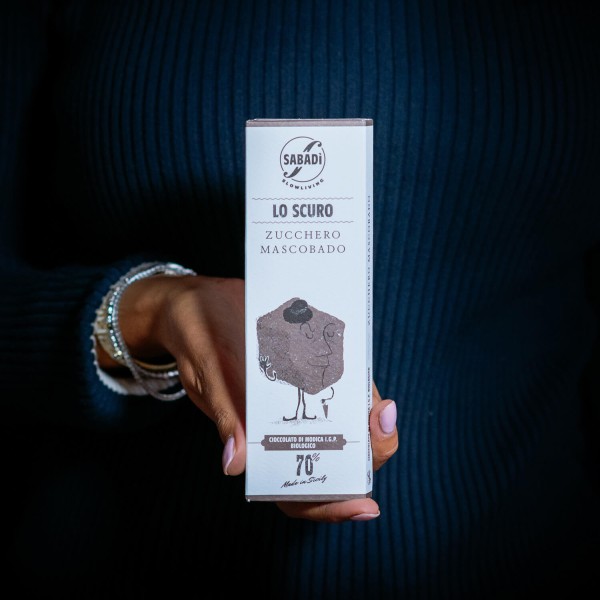 SABADÌ
SLOWLIVING
LO SCURO
ZUCCHERO
MASCOBADO
CIOCCOLATO DI MODICA I.G.P.
BIOLOGICO
70%
Made in Sicily
ZUCCHERO MASCOBADO